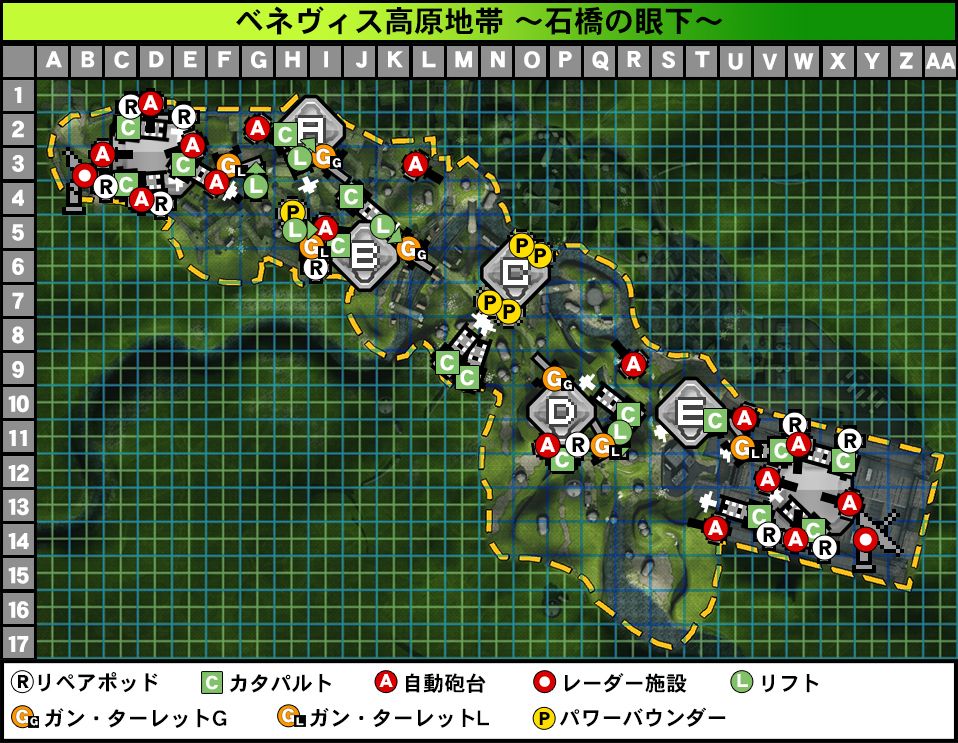 ベネヴィス高原地帯 ～石橋の眼下～
A B C D E F G H I J K L M N O P Q R S T U V W X Y Z AA
1
R A
2
C R G A C A
3
A A C G L A L G G A
4
R C A R L C
5
P L A L P
6
G L C B G G C P
R
7
P P
8
9
C C G G A
10
D C E C A
11
L R R
A R G L G L C A C
12
C A
13
C A
14
A R A C R
15
16
17
R リペアポッド C カタパルト A 自動砲台 レーダー施設 L リフト
G G ガン・ターレットG G L ガン・ターレットL P パワーバウンダー